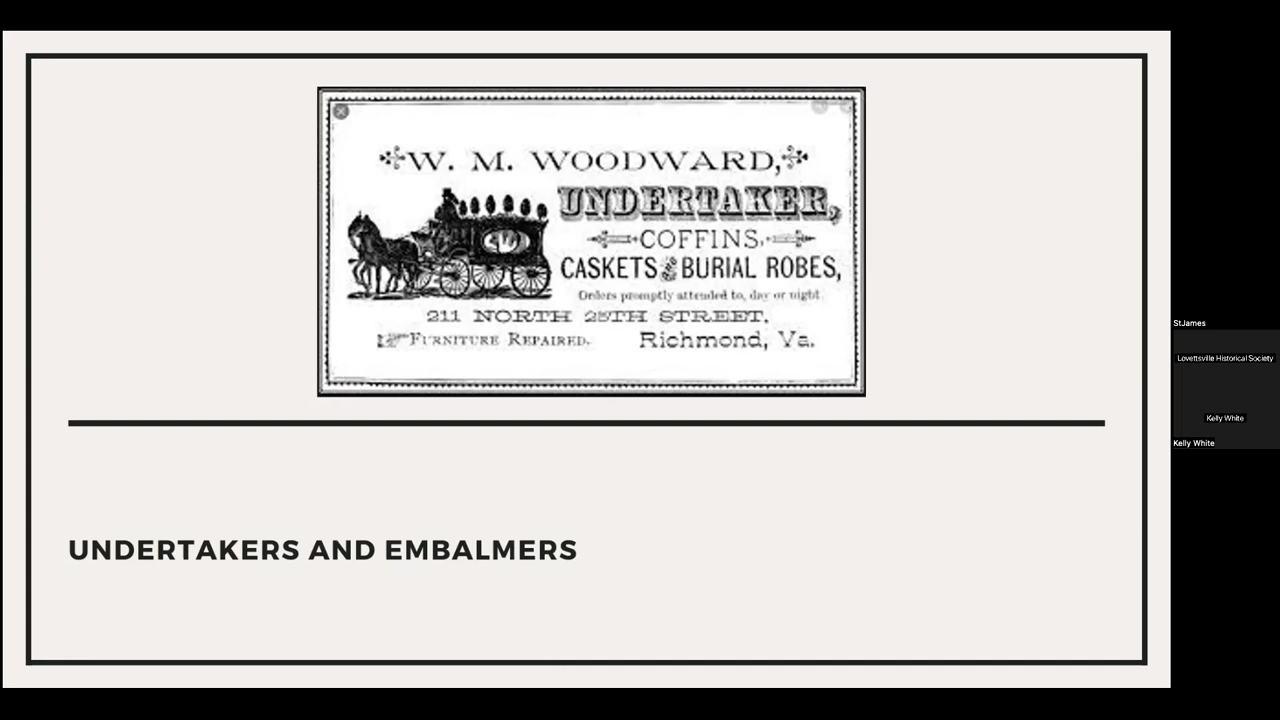 W. M. WOODWARD,
UNDERTAKER,
COFFINS,
CASKETS AND BURIAL ROBES,
Orders promptly attended to, day or night.
211 NORTH 25TH STREET,
FURNITURE REPAIRED.
Richmond, Va.
UNDERTAKERS AND EMBALMERS
StJames
Lovettsville Historical Society
Kelly White
Kelly White